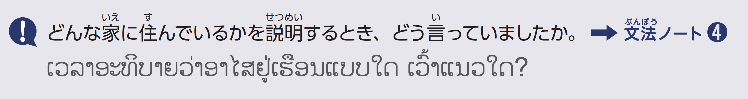 ❗ どんな家に住んでいるかを説明するとき、どう言っていましたか。 ➡ 文法ノート❹
ເວລາອະທິບາຍວ່າອາໄສຢູ່ເຮືອນແບບໃດ ເວົ້າແນວໃດ?